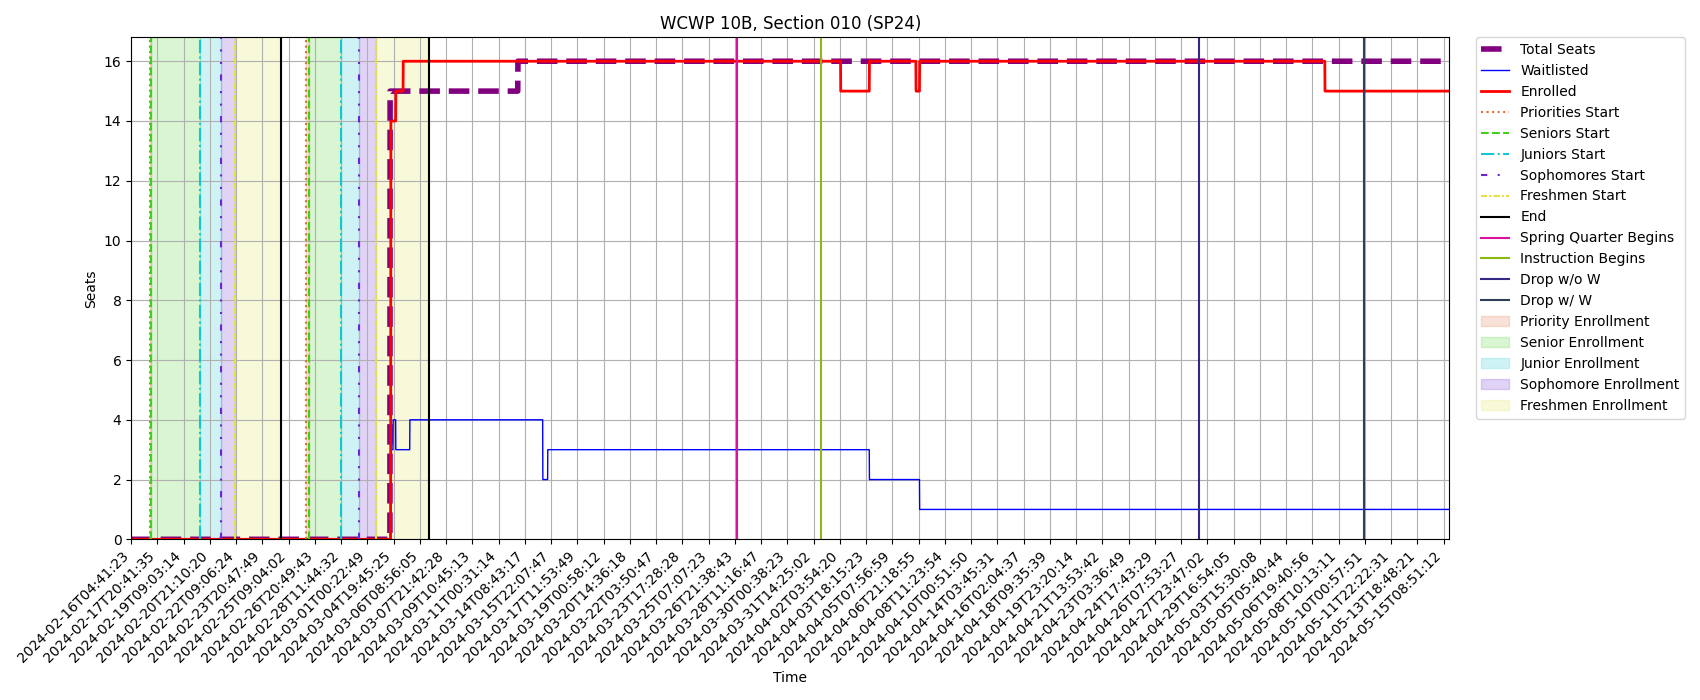 WCWP 10B, Section 010 (SP24)
Seats
16
14
12
10
8
6
4
2
0
2024-02-16T04:41:23
2024-02-17T20:41:35
2024-02-19T09:03:14
2024-02-20T21:10:20
2024-02-22T09:06:24
2024-02-23T20:47:49
2024-02-25T09:04:02
2024-02-26T20:49:43
2024-02-28T11:44:32
2024-03-01T00:22:49
2024-03-04T19:45:25
2024-03-06T08:56:05
2024-03-07T21:42:28
2024-03-09T10:45:13
2024-03-11T00:31:14
2024-03-14T08:43:17
2024-03-15T22:07:47
2024-03-17T11:53:49
2024-03-19T00:58:12
2024-03-20T14:36:18
2024-03-22T03:50:47
2024-03-23T17:28:28
2024-03-25T07:07:23
2024-03-26T21:38:43
2024-03-28T11:16:47
2024-03-30T00:38:23
2024-03-31T14:25:02
2024-04-02T03:54:20
2024-04-03T18:15:23
2024-04-05T07:56:59
2024-04-06T21:18:55
2024-04-08T11:23:54
2024-04-10T00:51:50
2024-04-14T03:45:31
2024-04-16T02:04:37
2024-04-18T09:35:39
2024-04-19T23:20:14
2024-04-21T13:53:42
2024-04-23T03:36:49
2024-04-24T17:43:29
2024-04-26T07:53:27
2024-04-27T23:47:02
2024-04-29T16:54:05
2024-05-03T15:30:08
2024-05-05T05:40:44
2024-05-06T19:40:56
2024-05-08T10:13:11
2024-05-10T00:57:51
2024-05-11T22:22:31
2024-05-13T18:48:21
2024-05-15T08:51:12
Time
Total Seats
Waitlisted
Enrolled
Priorities Start
Seniors Start
Juniors Start
Sophomores Start
Freshmen Start
End
Spring Quarter Begins
Instruction Begins
Drop w/o W
Drop w/ W
Priority Enrollment
Senior Enrollment
Junior Enrollment
Sophomore Enrollment
Freshmen Enrollment